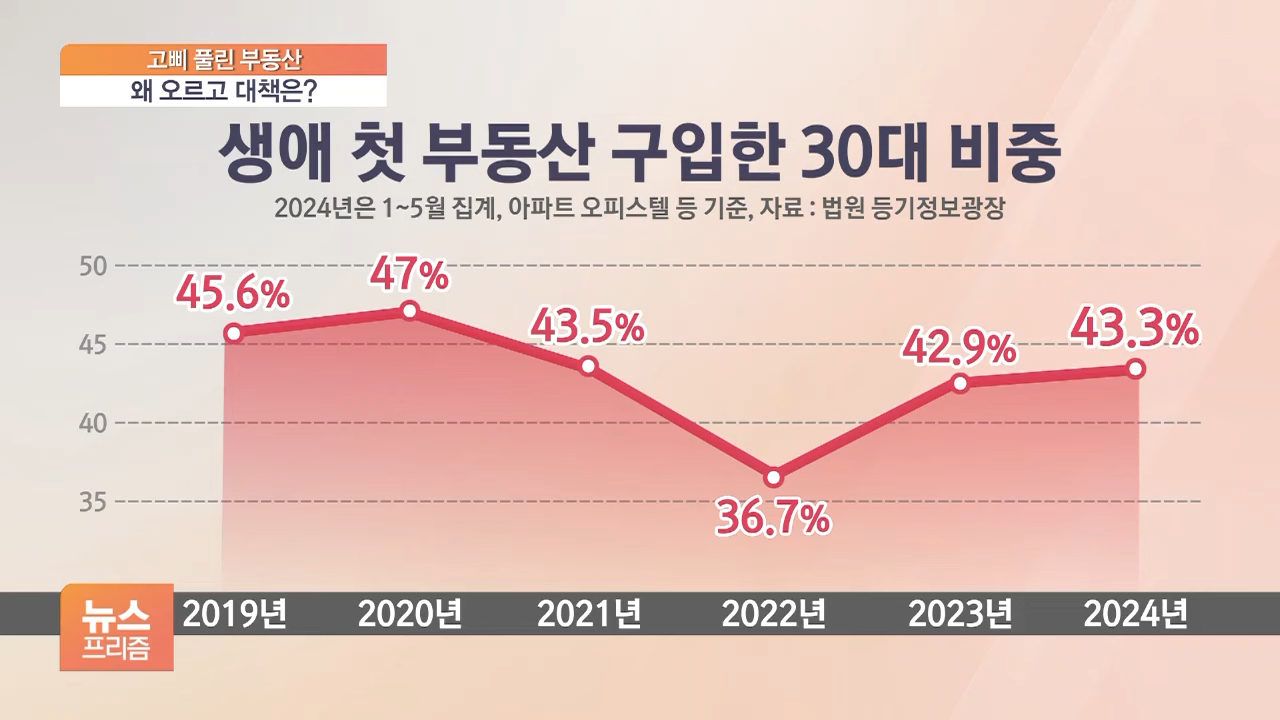 고삐 풀린 부동산
왜 오르고 대책은?
생애 첫 부동산 구입한 30대 비중
2024년은 1~5월 집계, 아파트 오피스텔 등 기준, 자료 : 법원 등기정보광장
50
45
40
35
45.6%
47%
43.5%
36.7%
42.9%
43.3%
2019년 2020년 2021년 2022년 2023년 2024년
뉴스
프리즘